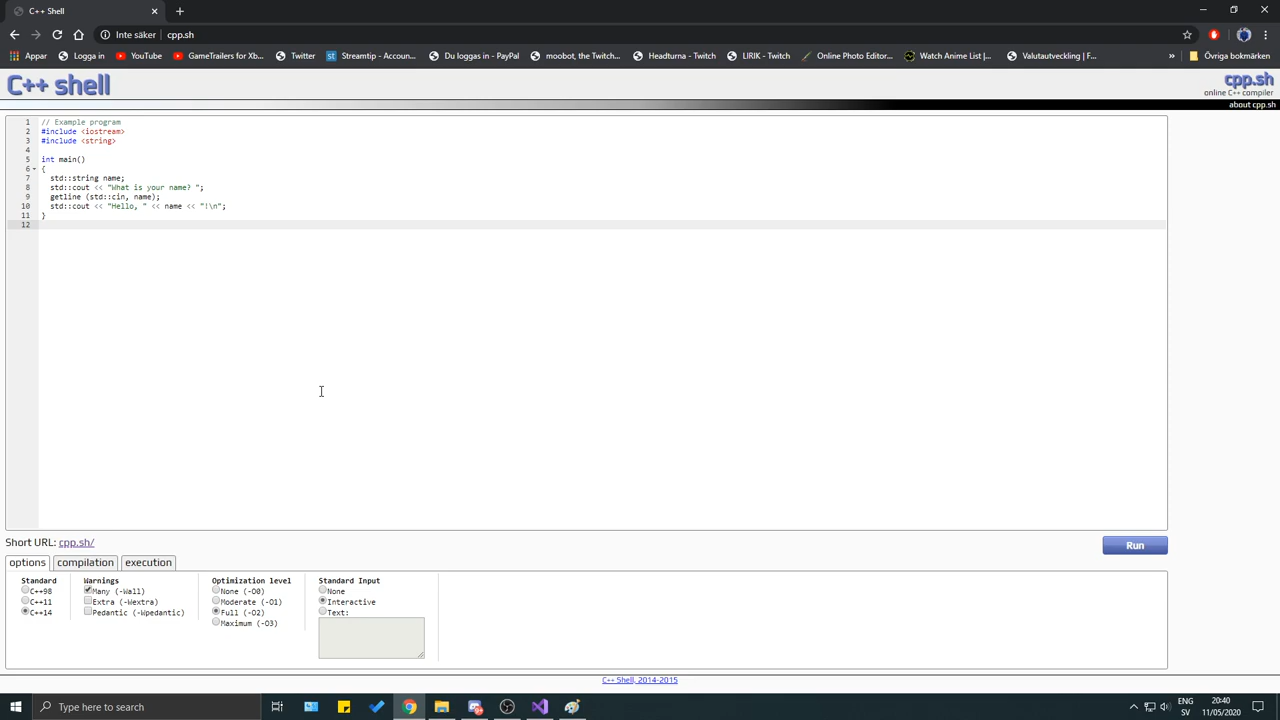 C++ Shell
Inte säker | cpp.sh
Appar Logga in YouTube GameTrailers for Xb... Twitter Streamtip - Accoun... Du loggas in - PayPal moobot, the Twitch... Headturna - Twitch LIRIK - Twitch Online Photo Editor... Watch Anime List |... Valutautveckling | F... » Övriga bokmärken
C++ shell
cpp.sh
online C++ compiler
about cpp.sh
1 // Example program
2 #include <iostream>
3 #include <string>
4
5 int main()
6 {
7 std::string name;
8 std::cout << "What is your name? ";
9 getline (std::cin, name);
10 std::cout << "Hello, " << name << "!\n";
11 }
12
Short URL: cpp.sh/
Run
options compilation execution
Standard Warnings Optimization level Standard Input
C++98 Many (-Wall) None (-O0) None
C++11 Extra (-Wextra) Moderate (-O1) Interactive
C++14 Pedantic (-Wpedantic) Full (-O2) Text:
Maximum (-O3)
C++ Shell, 2014-2015
Type here to search
ENG 20:40
SV 11/05/2020